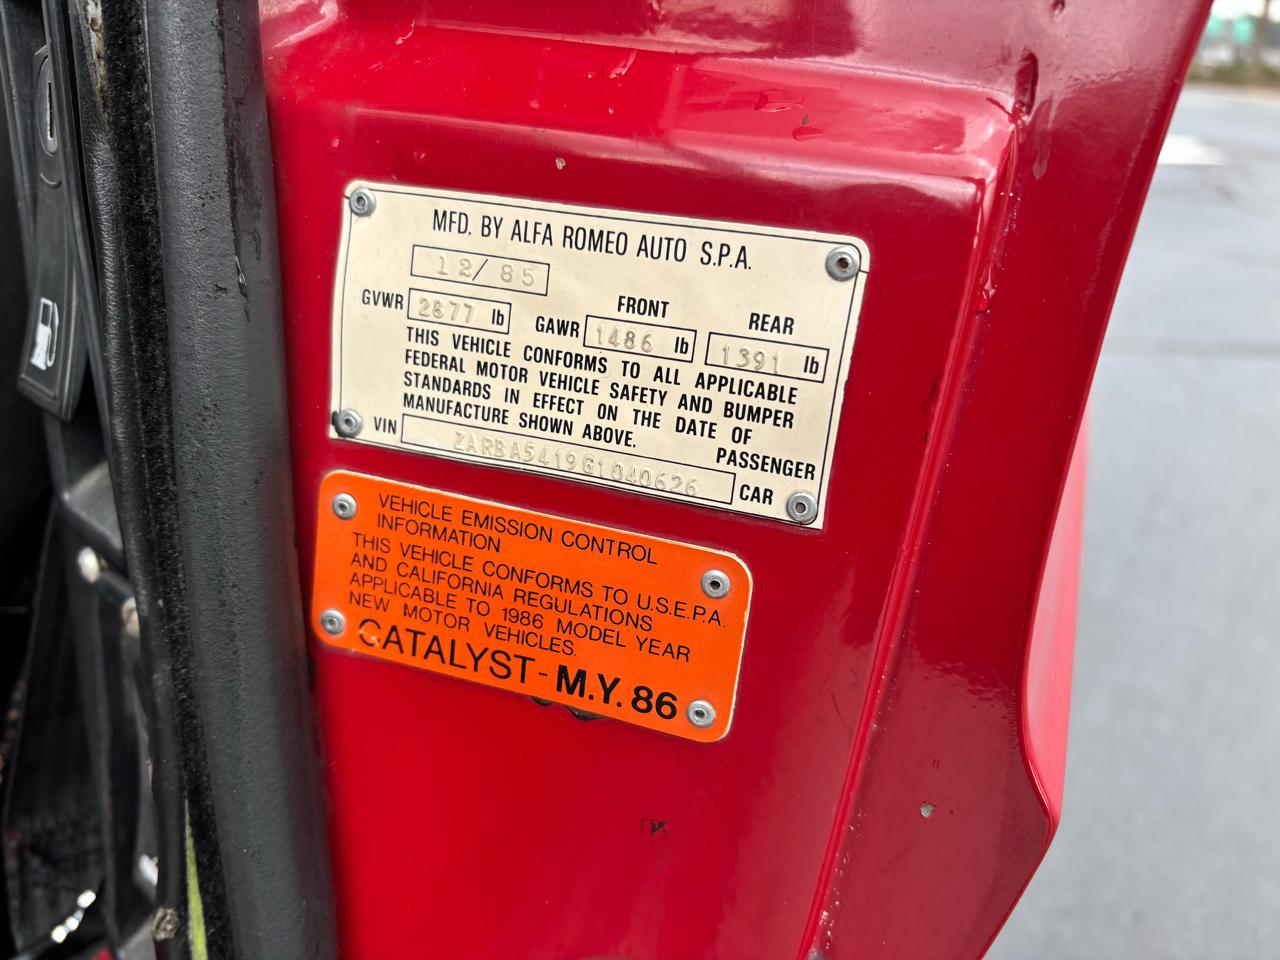 MFD. BY ALFA ROMEO AUTO S.P.A.
12/85
GVWR 2877 lb
FRONT
GAWR 1486 lb
REAR
1391 lb
THIS VEHICLE CONFORMS TO ALL APPLICABLE
FEDERAL MOTOR VEHICLE SAFETY AND BUMPER
STANDARDS IN EFFECT ON THE DATE OF
MANUFACTURE SHOWN ABOVE.
VIN ZARBA5419G1040626
PASSENGER
CAR
VEHICLE EMISSION CONTROL
INFORMATION
THIS VEHICLE CONFORMS TO U.S.E.P.A.
AND CALIFORNIA REGULATIONS
APPLICABLE TO 1986 MODEL YEAR
NEW MOTOR VEHICLES.
CATALYST-M.Y.86